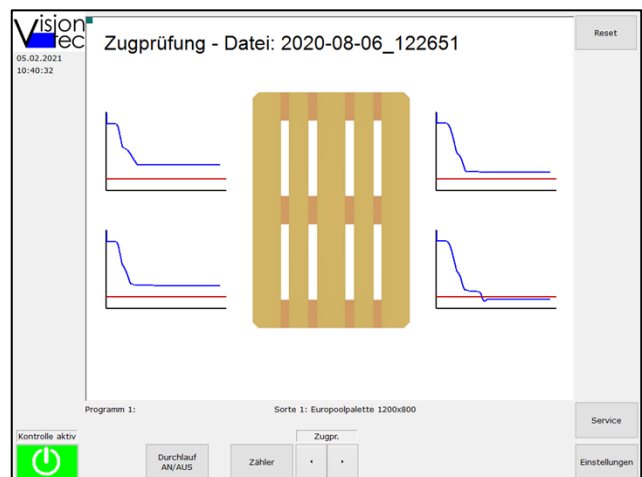 Vision
tec
05.02.2021
10:40:32
Zugprüfung - Datei: 2020-08-06_122651
Reset
Programm 1:
Sorte 1: Europoolpalette 1200x800
Service
Kontrolle aktiv
Zugpr.
Durchlauf
AN/AUS
Zähler
Einstellungen